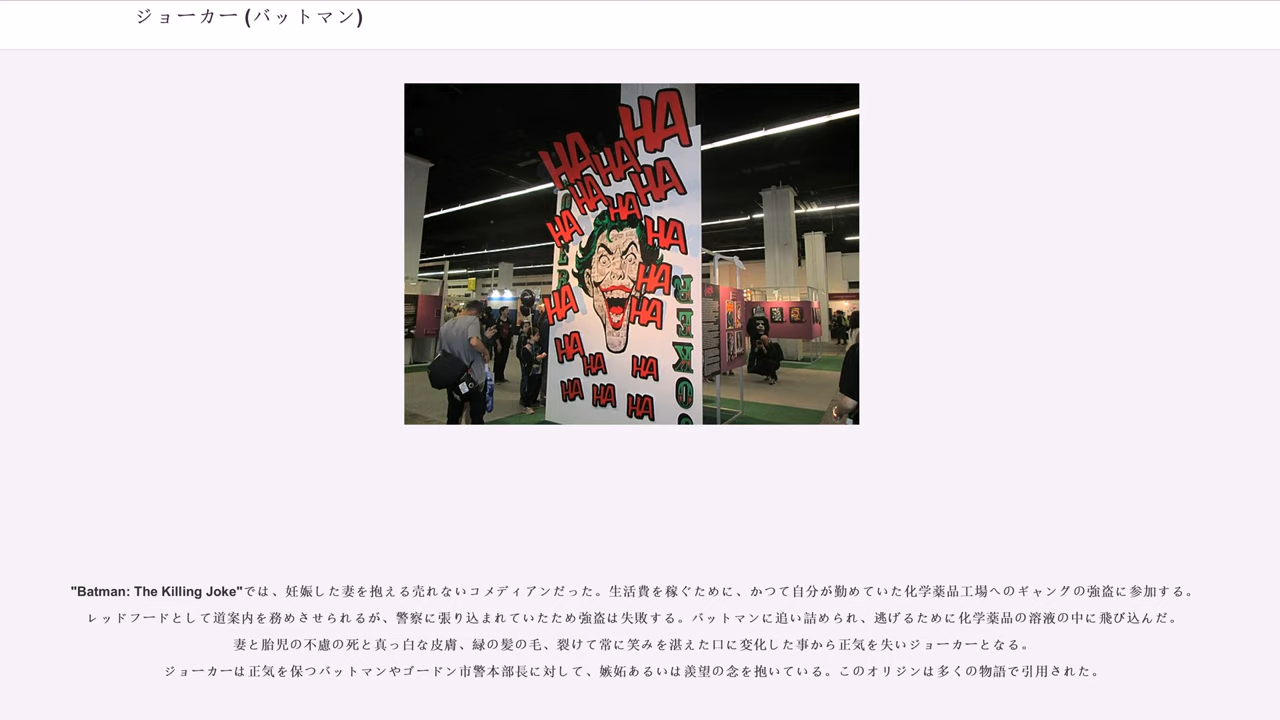 ジョーカー (バットマン)
HA
HA HA
HA HA
HA HA
HA
HA
HA
HA
HA
HA
HA HA
HA HA HA
JOKER
"Batman: The Killing Joke"では、妊娠した妻を抱える売れないコメディアンだった。生活費を稼ぐために、かつて自分が勤めていた化学薬品工場へのギャングの強盗に参加する。
レッドフードとして道案内を務めさせられるが、警察に張り込まれていたため強盗は失敗する。バットマンに追い詰められ、逃げるために化学薬品の溶液の中に飛び込んだ。
妻と胎児の不慮の死と真っ白な皮膚、緑の髪の毛、裂けて常に笑みを湛えた口に変化した事から正気を失いジョーカーとなる。
ジョーカーは正気を保つバットマンやゴードン市警本部長に対して、嫉妬あるいは羨望の念を抱いている。このオリジンは多くの物語で引用された。